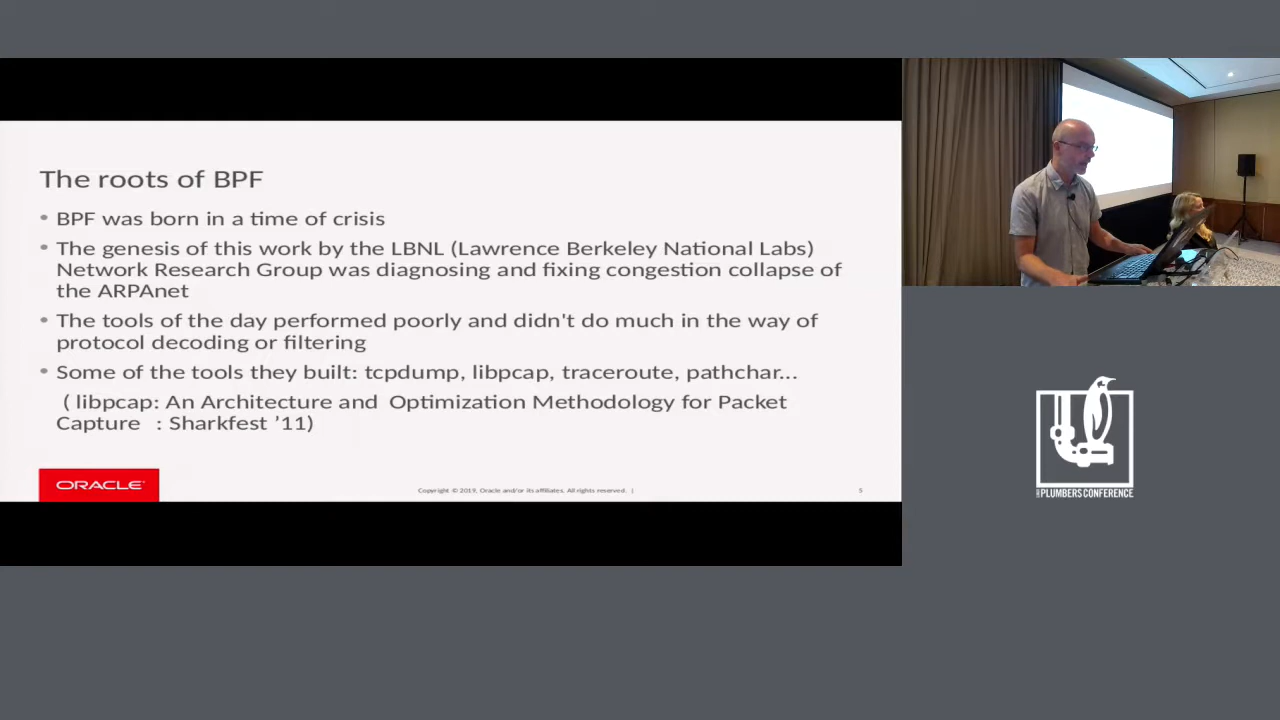 The roots of BPF
• BPF was born in a time of crisis
• The genesis of this work by the LBNL (Lawrence Berkeley National Labs)
Network Research Group was diagnosing and fixing congestion collapse of
the ARPAnet
• The tools of the day performed poorly and didn't do much in the way of
protocol decoding or filtering
• Some of the tools they built: tcpdump, libpcap, traceroute, pathchar...
( libpcap: An Architecture and Optimization Methodology for Packet
Capture : Sharkfest ’11)
ORACLE
Copyright © 2019, Oracle and/or its affiliates. All rights reserved. |
5
PLUMBERS CONFERENCE